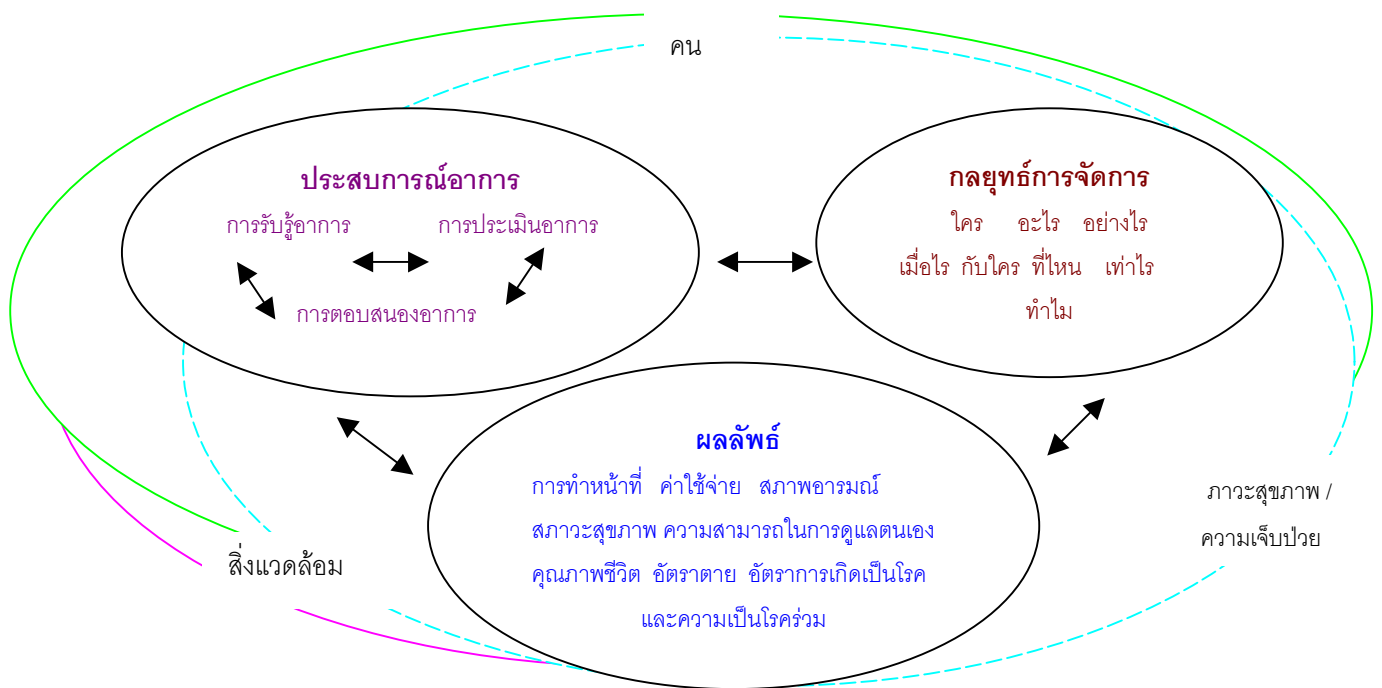 คน
ประสบการณ์อาการ
การรับรู้อาการ การประเมินอาการ
การตอบสนองอาการ
กลยุทธ์การจัดการ
ใคร อะไร อย่างไร
เมื่อไร กับใคร ที่ไหน เท่าไร
ทำไม
ผลลัพธ์
การทำหน้าที่ ค่าใช้จ่าย สภาพอารมณ์
สภาวะสุขภาพ ความสามารถในการดูแลตนเอง
คุณภาพชีวิต อัตราตาย อัตราการเกิดเป็นโรค
และความเป็นโรคร่วม
สิ่งแวดล้อม
ภาวะสุขภาพ /
ความเจ็บป่วย